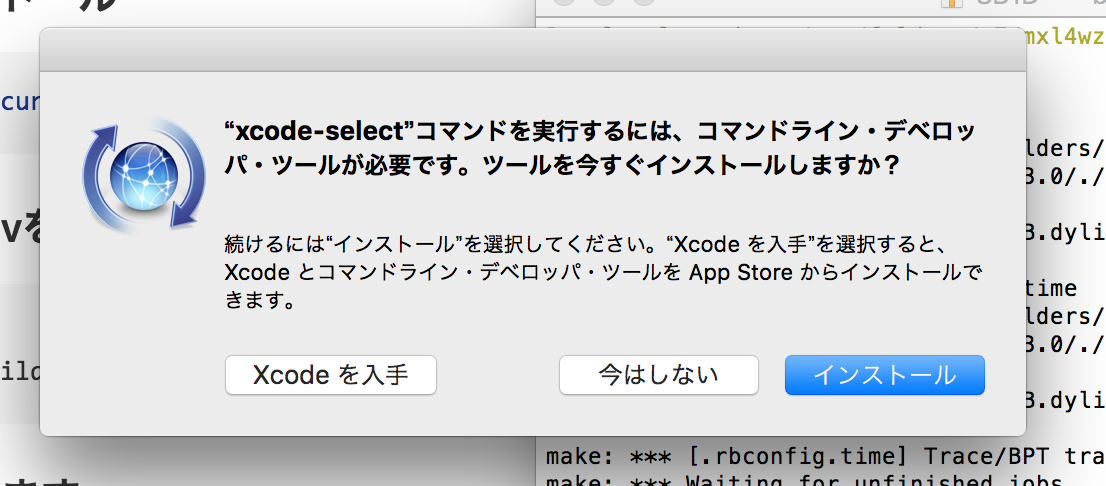 トール
mxl4wz
cur
“xcode-select”コマンドを実行するには、コマンドライン・デベロッ
パ・ツールが必要です。ツールを今すぐインストールしますか？
lders/
3.0/./
vを
続けるには“インストール”を選択してください。“Xcode を入手”を選択すると、
Xcode とコマンドライン・デベロッパ・ツールを App Store からインストールで
きます。
3.dyli
time
lders/
3.0/./
ild
Xcode を入手
今はしない
インストール
3.dyli
make: *** [.rbconfig.time] Trace/BPT tra
make: *** Waiting for unfinished jobs